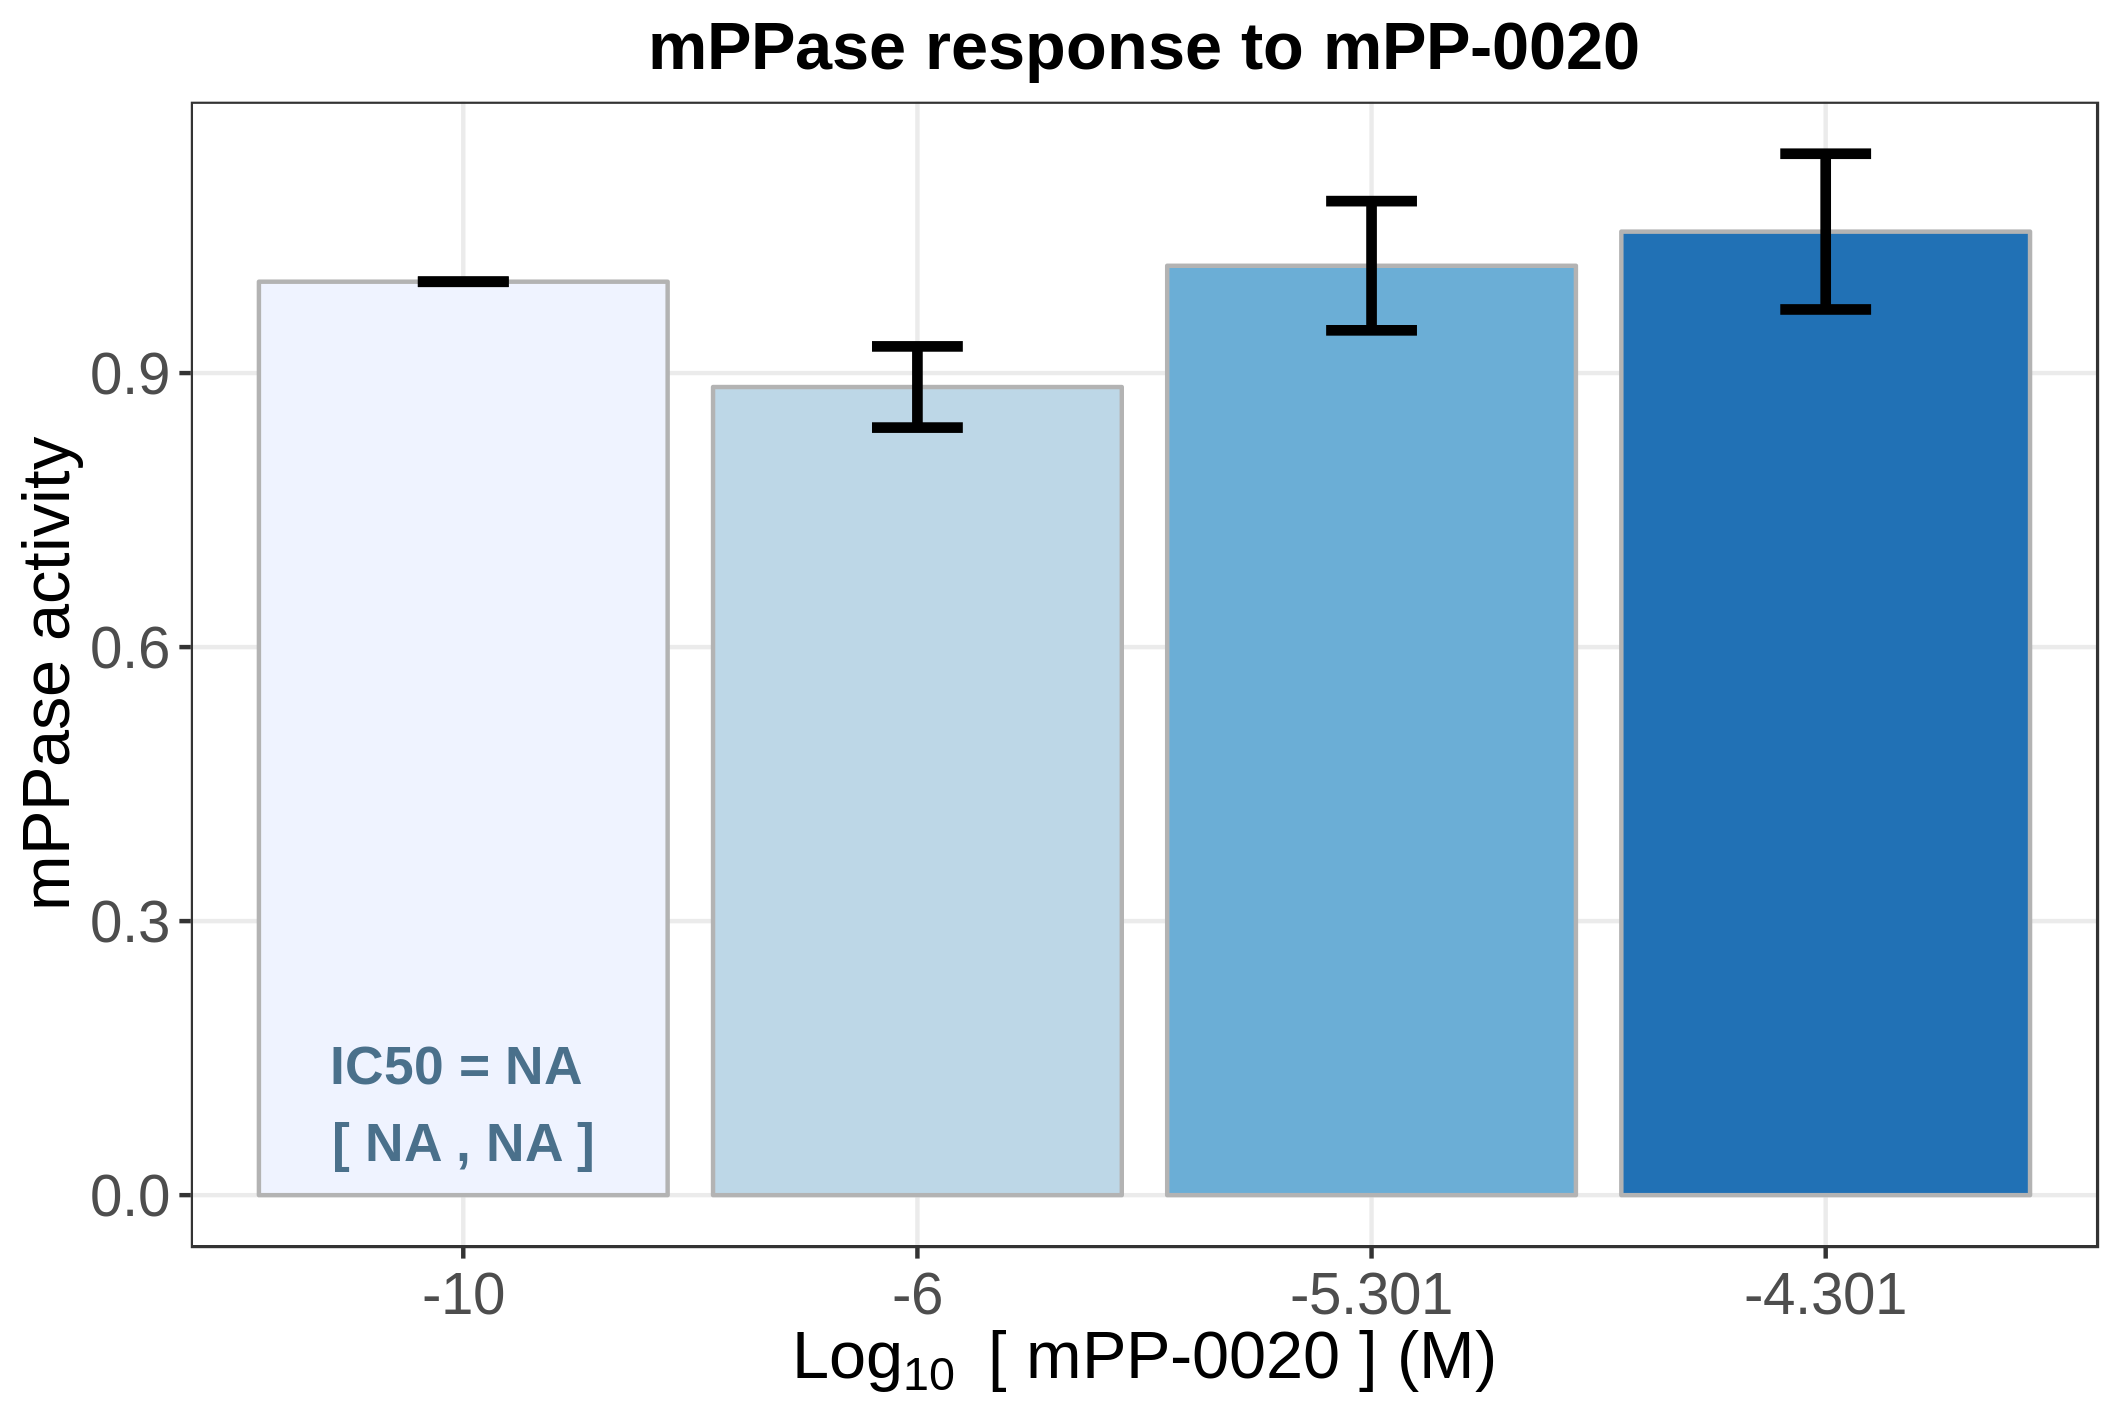 mPPase response to mPP-0020
mPPase activity
0.9
0.6
0.3
0.0
IC50 = NA
[ NA , NA ]
-10
-6
-5.301
-4.301
Log10 [ mPP-0020 ] (M)